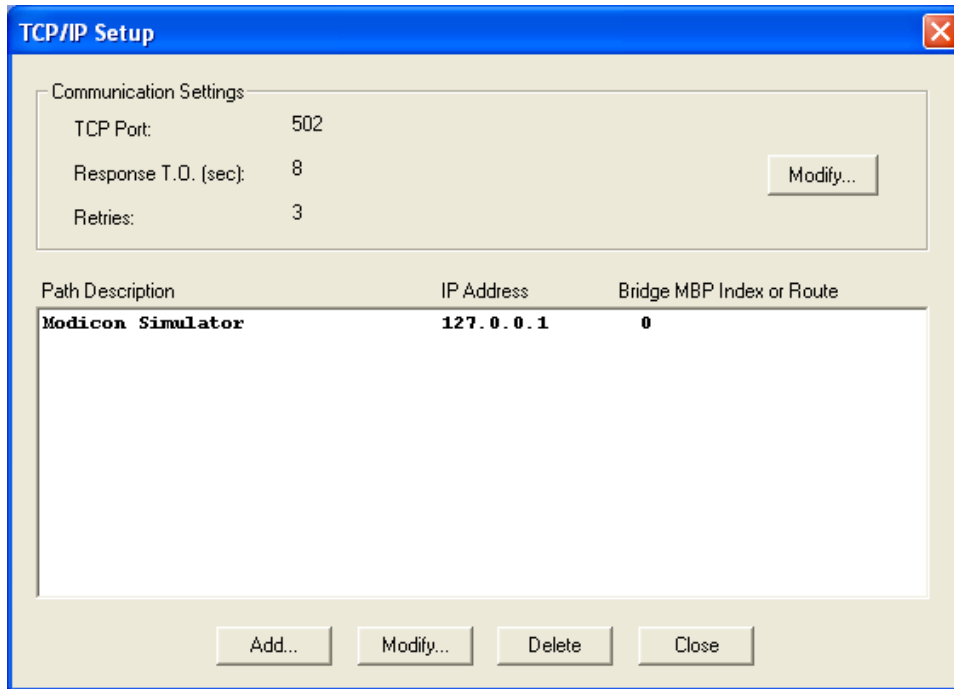 TCP/IP Setup
Communication Settings
TCP Port: 502
Response T.O. (sec): 8
Modify...
Retries: 3
Path Description IP Address Bridge MBP Index or Route
Modicon Simulator 127.0.0.1 0
Add... Modify... Delete Close